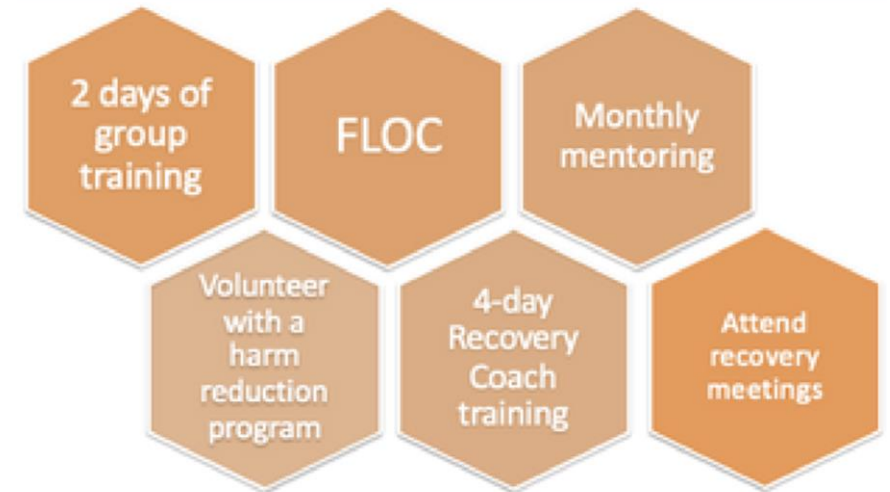 2 days of
group
training
FLOC
Monthly
mentoring
Volunteer
with a
harm
reduction
program
4-day
Recovery
Coach
training
Attend
recovery
meetings